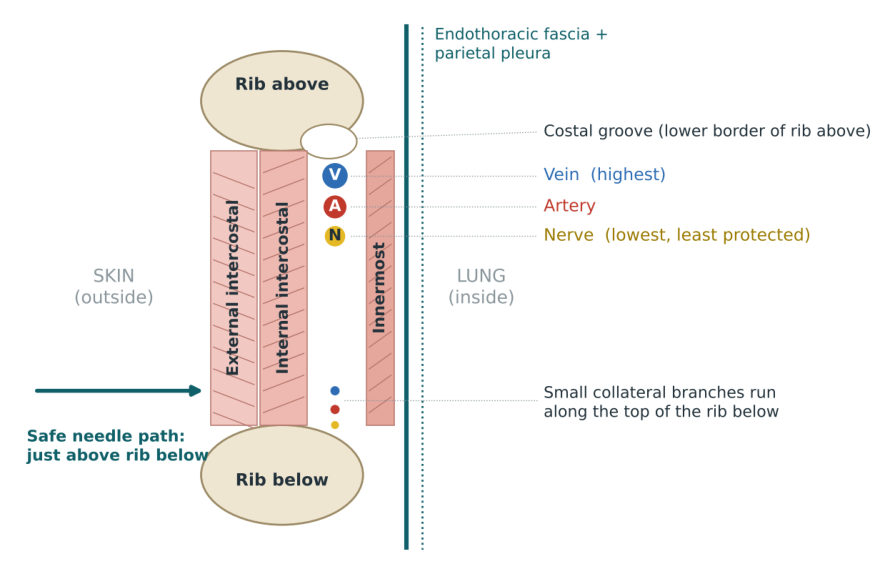 Endothoracic fascia +
parietal pleura
Rib above
Costal groove (lower border of rib above)
V
Vein  (highest)
A
Artery
N
Nerve  (lowest, least protected)
External intercostal
Internal intercostal
Innermost
SKIN
(outside)
LUNG
(inside)
Small collateral branches run
along the top of the rib below
Safe needle path:
just above rib below
Rib below